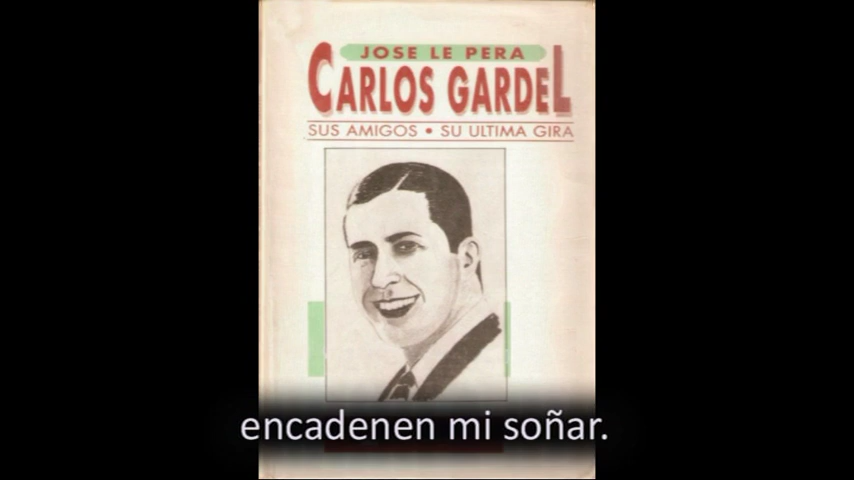 JOSE LE PERA
CARLOS GARDEL
SUS AMIGOS • SU ULTIMA GIRA
encadenen mi soñar.